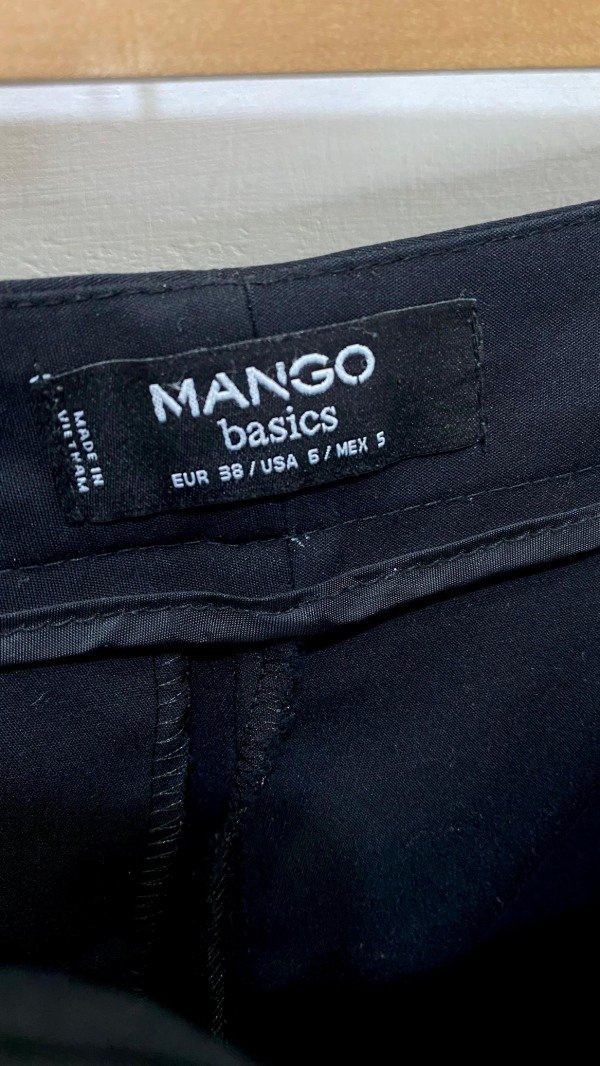 MANGO
basics
EUR 38 / USA 6 / MEX 5
MADE IN
VIETNAM